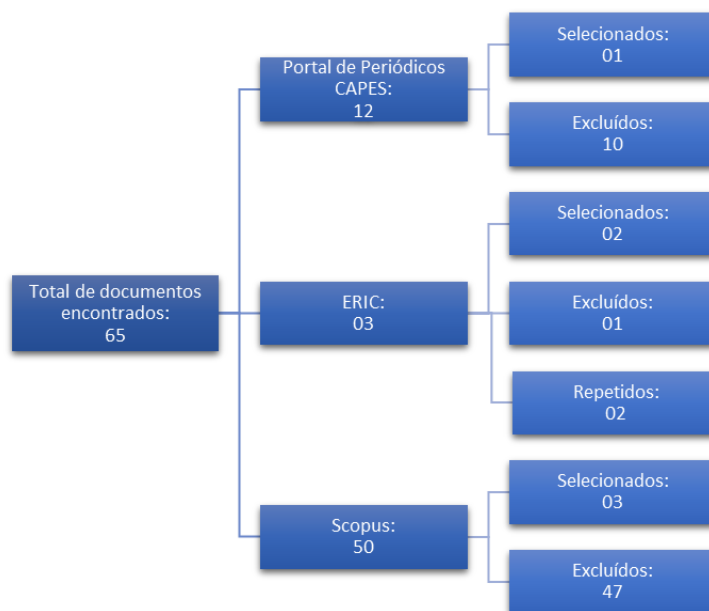 Total de documentos
encontrados:
65
Portal de Periódicos
CAPES:
12
Selecionados:
01
Excluídos:
10
ERIC:
03
Selecionados:
02
Excluídos:
01
Repetidos:
02
Scopus:
50
Selecionados:
03
Excluídos:
47